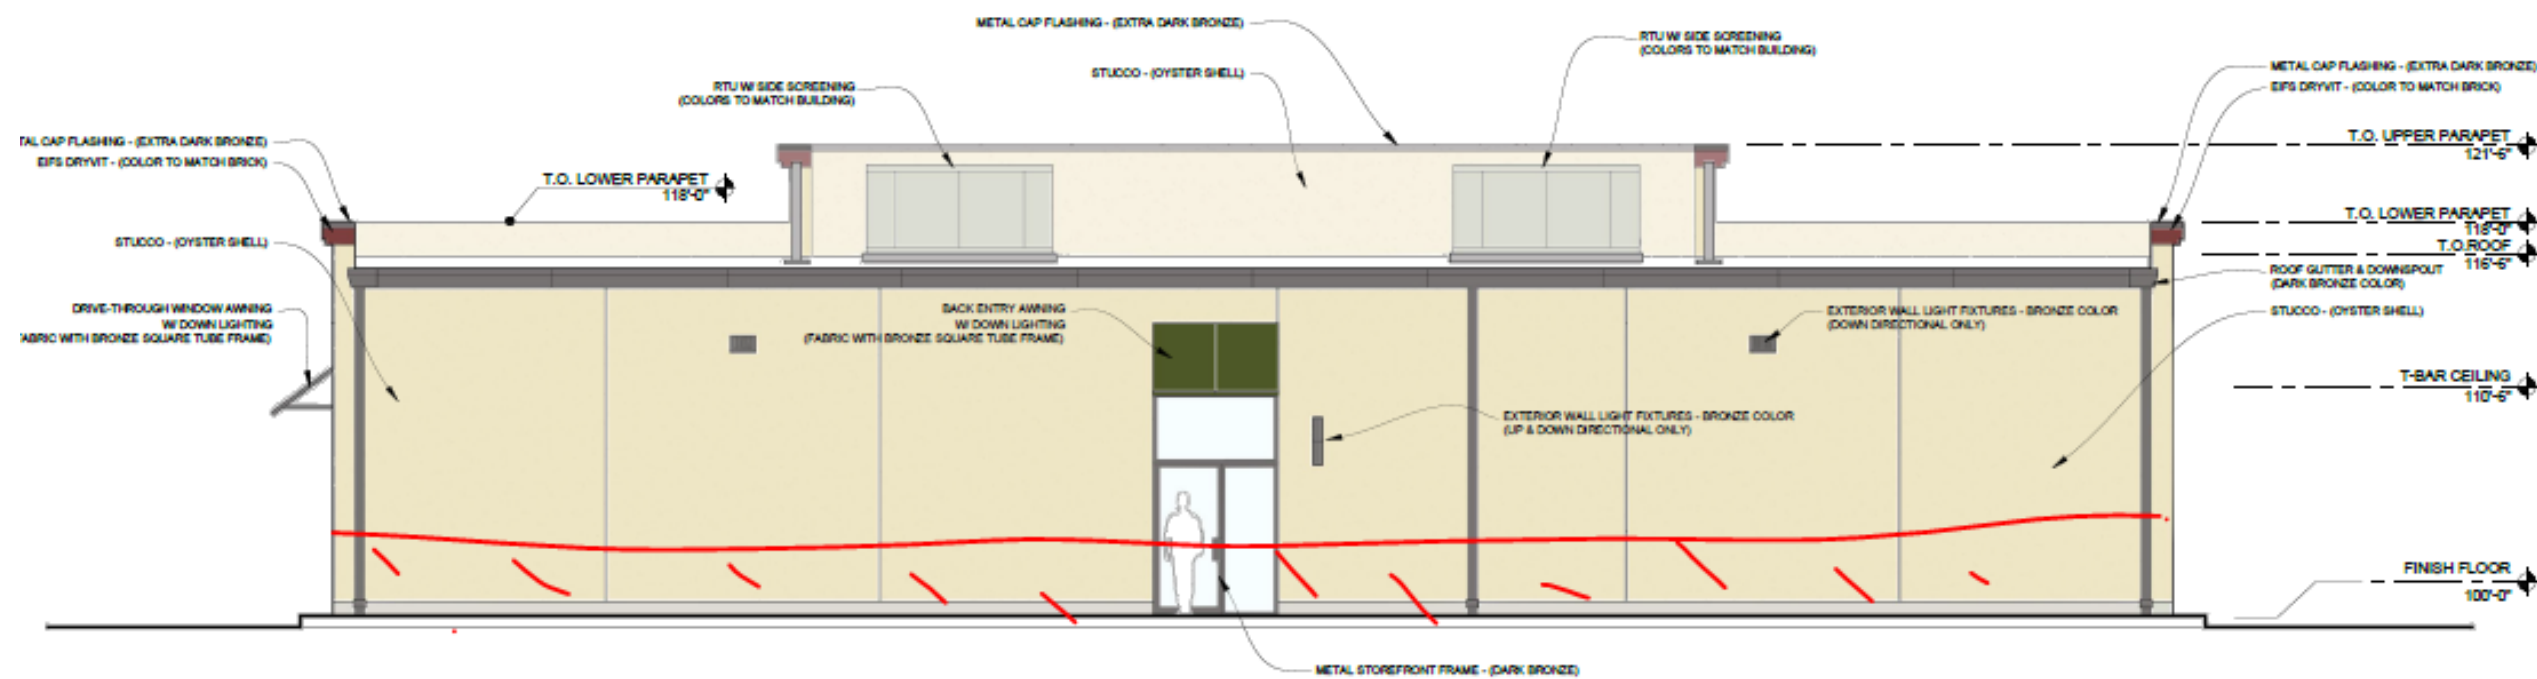 METAL CAP FLASHING - (EXTRA DARK BRONZE)
RTU W/ SIDE SCREENING
(COLORS TO MATCH BUILDING)
STUCCO - (OYSTER SHELL)
METAL CAP FLASHING - (EXTRA DARK BRONZE)
EIFS DRYVIT - (COLOR TO MATCH BRICK)
RTU W/ SIDE SCREENING
(COLORS TO MATCH BUILDING)
TAL CAP FLASHING - (EXTRA DARK BRONZE)
EIFS DRYVIT - (COLOR TO MATCH BRICK)
T.O. UPPER PARAPET
121'-6"
T.O. LOWER PARAPET
118'-0"
T.O. LOWER PARAPET
118'-0"
STUCCO - (OYSTER SHELL)
T.O.ROOF
116'-6"
ROOF GUTTER & DOWNSPOUT
(DARK BRONZE COLOR)
DRIVE-THROUGH WINDOW AWNING
W/ DOWN LIGHTING
FABRIC WITH BRONZE SQUARE TUBE FRAME)
BACK ENTRY AWNING
W/ DOWN LIGHTING
(FABRIC WITH BRONZE SQUARE TUBE FRAME)
EXTERIOR WALL LIGHT FIXTURES - BRONZE COLOR
(DOWN DIRECTIONAL ONLY)
STUCCO - (OYSTER SHELL)
T-BAR CEILING
110'-6"
EXTERIOR WALL LIGHT FIXTURES - BRONZE COLOR
(UP & DOWN DIRECTIONAL ONLY)
FINISH FLOOR
100'-0"
METAL STOREFRONT FRAME - (DARK BRONZE)